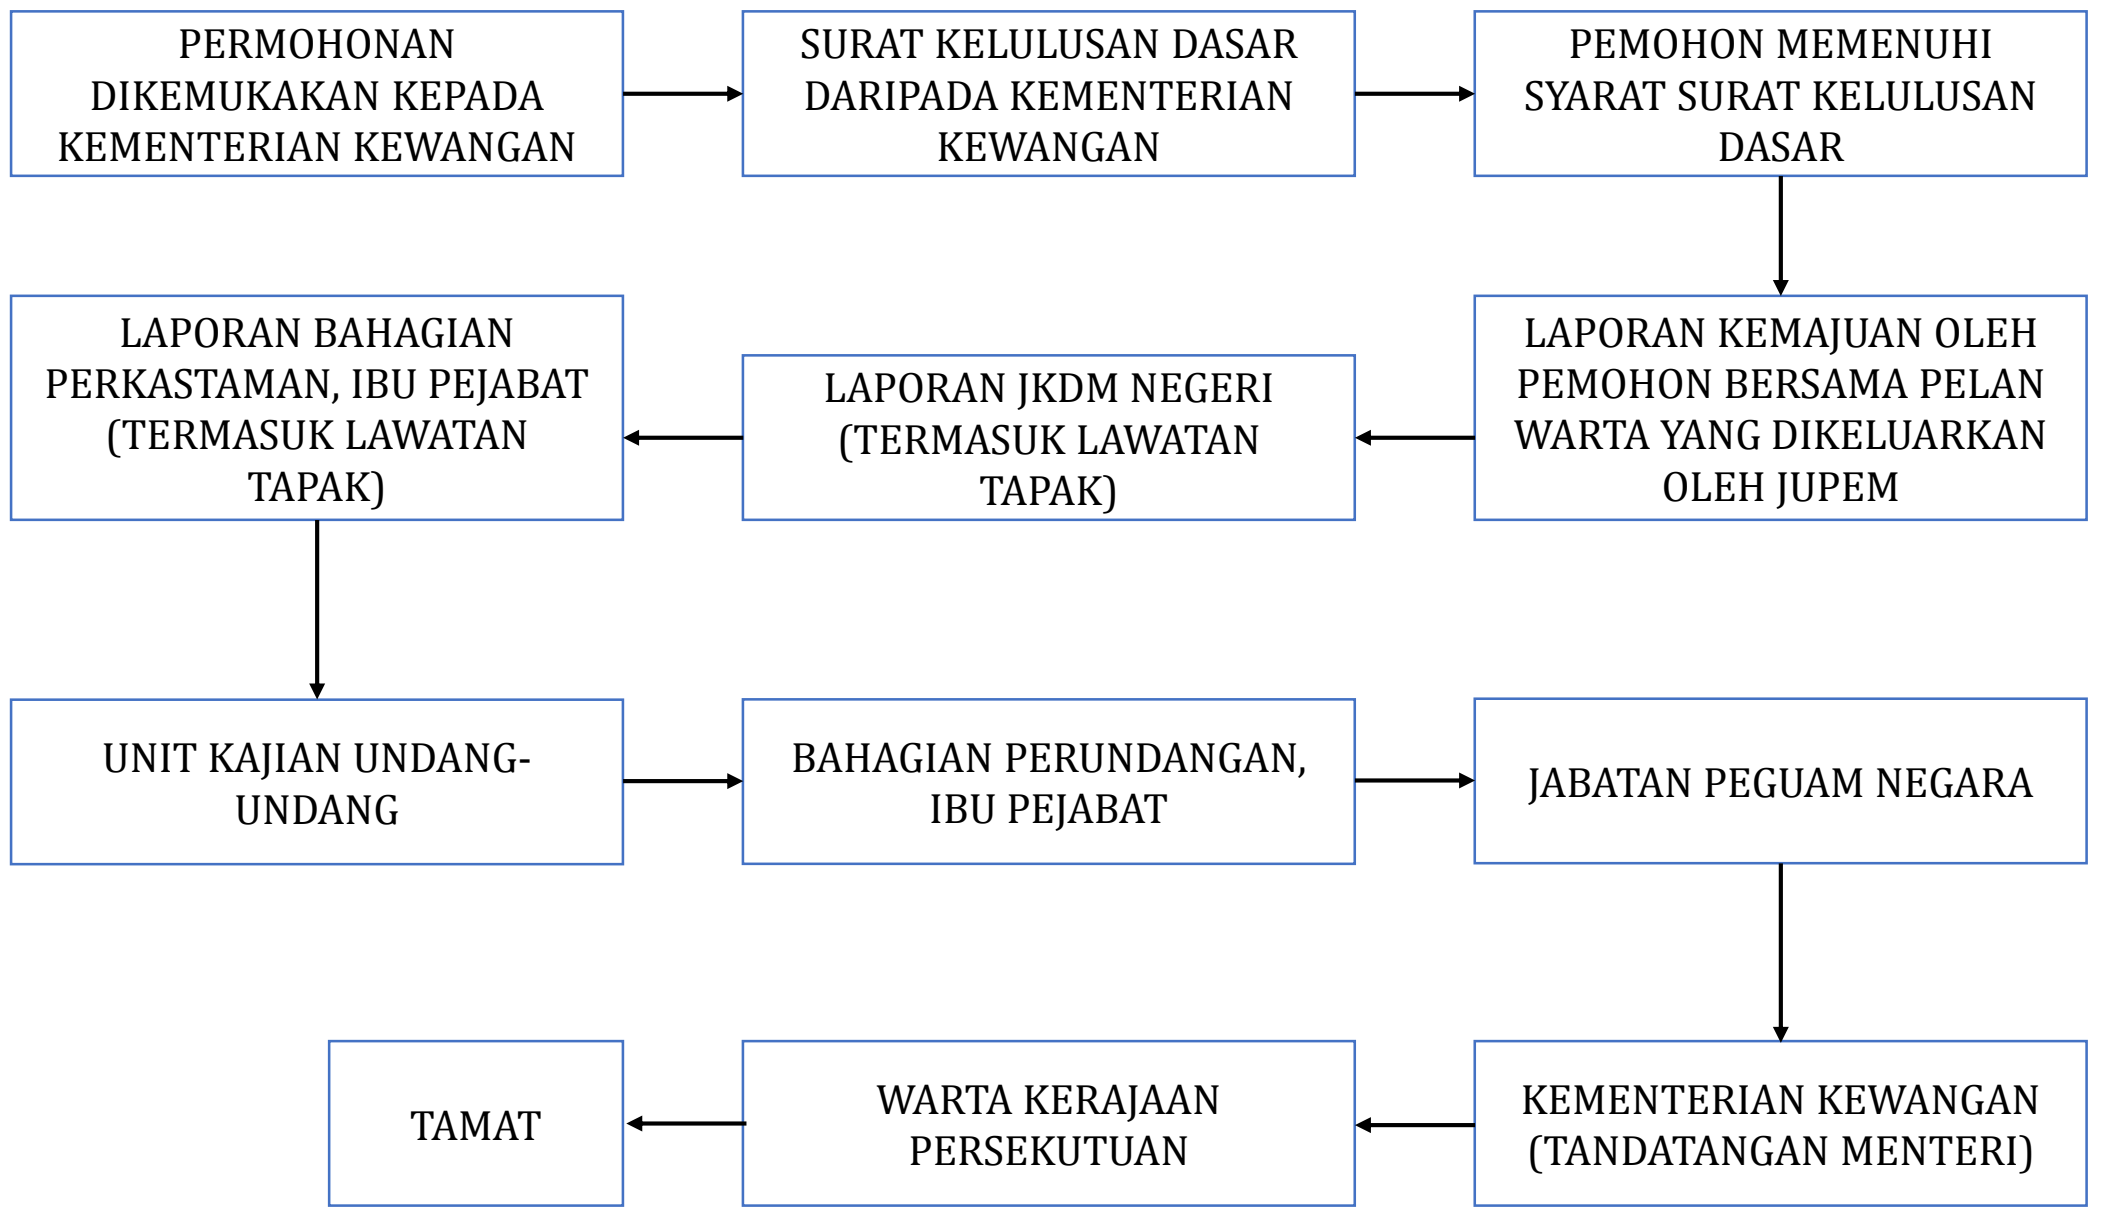 PERMOHONAN
DIKEMUKAKAN KEPADA
KEMENTERIAN KEWANGAN
SURAT KELULUSAN DASAR
DARIPADA KEMENTERIAN
KEWANGAN
PEMOHON MEMENUHI
SYARAT SURAT KELULUSAN
DASAR
LAPORAN KEMAJUAN OLEH
PEMOHON BERSAMA PELAN
WARTA YANG DIKELUARKAN
OLEH JUPEM
LAPORAN JKDM NEGERI
(TERMASUK LAWATAN
TAPAK)
LAPORAN BAHAGIAN
PERKASTAMAN, IBU PEJABAT
(TERMASUK LAWATAN
TAPAK)
UNIT KAJIAN UNDANG-
UNDANG
BAHAGIAN PERUNDANGAN,
IBU PEJABAT
JABATAN PEGUAM NEGARA
KEMENTERIAN KEWANGAN
(TANDATANGAN MENTERI)
WARTA KERAJAAN
PERSEKUTUAN
TAMAT